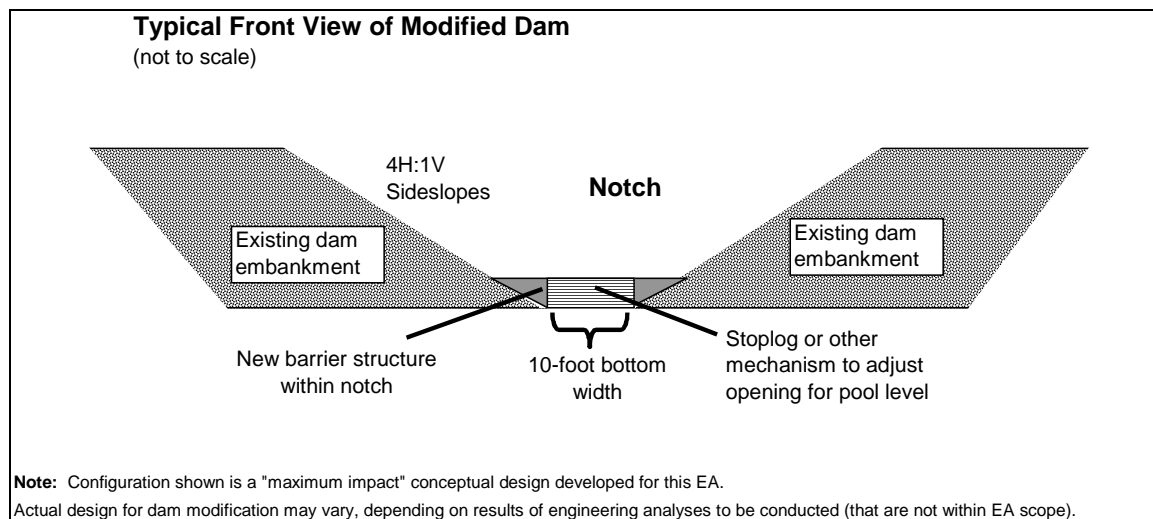 Typical Front View of Modified Dam
(not to scale)
4H:1V
Sideslopes
Notch
Existing dam
embankment
Existing dam
embankment
New barrier structure
within notch
10-foot bottom
width
Stoplog or other
mechanism to adjust
opening for pool level
Note: Configuration shown is a "maximum impact" conceptual design developed for this EA.
Actual design for dam modification may vary, depending on results of engineering analyses to be conducted (that are not within EA scope).